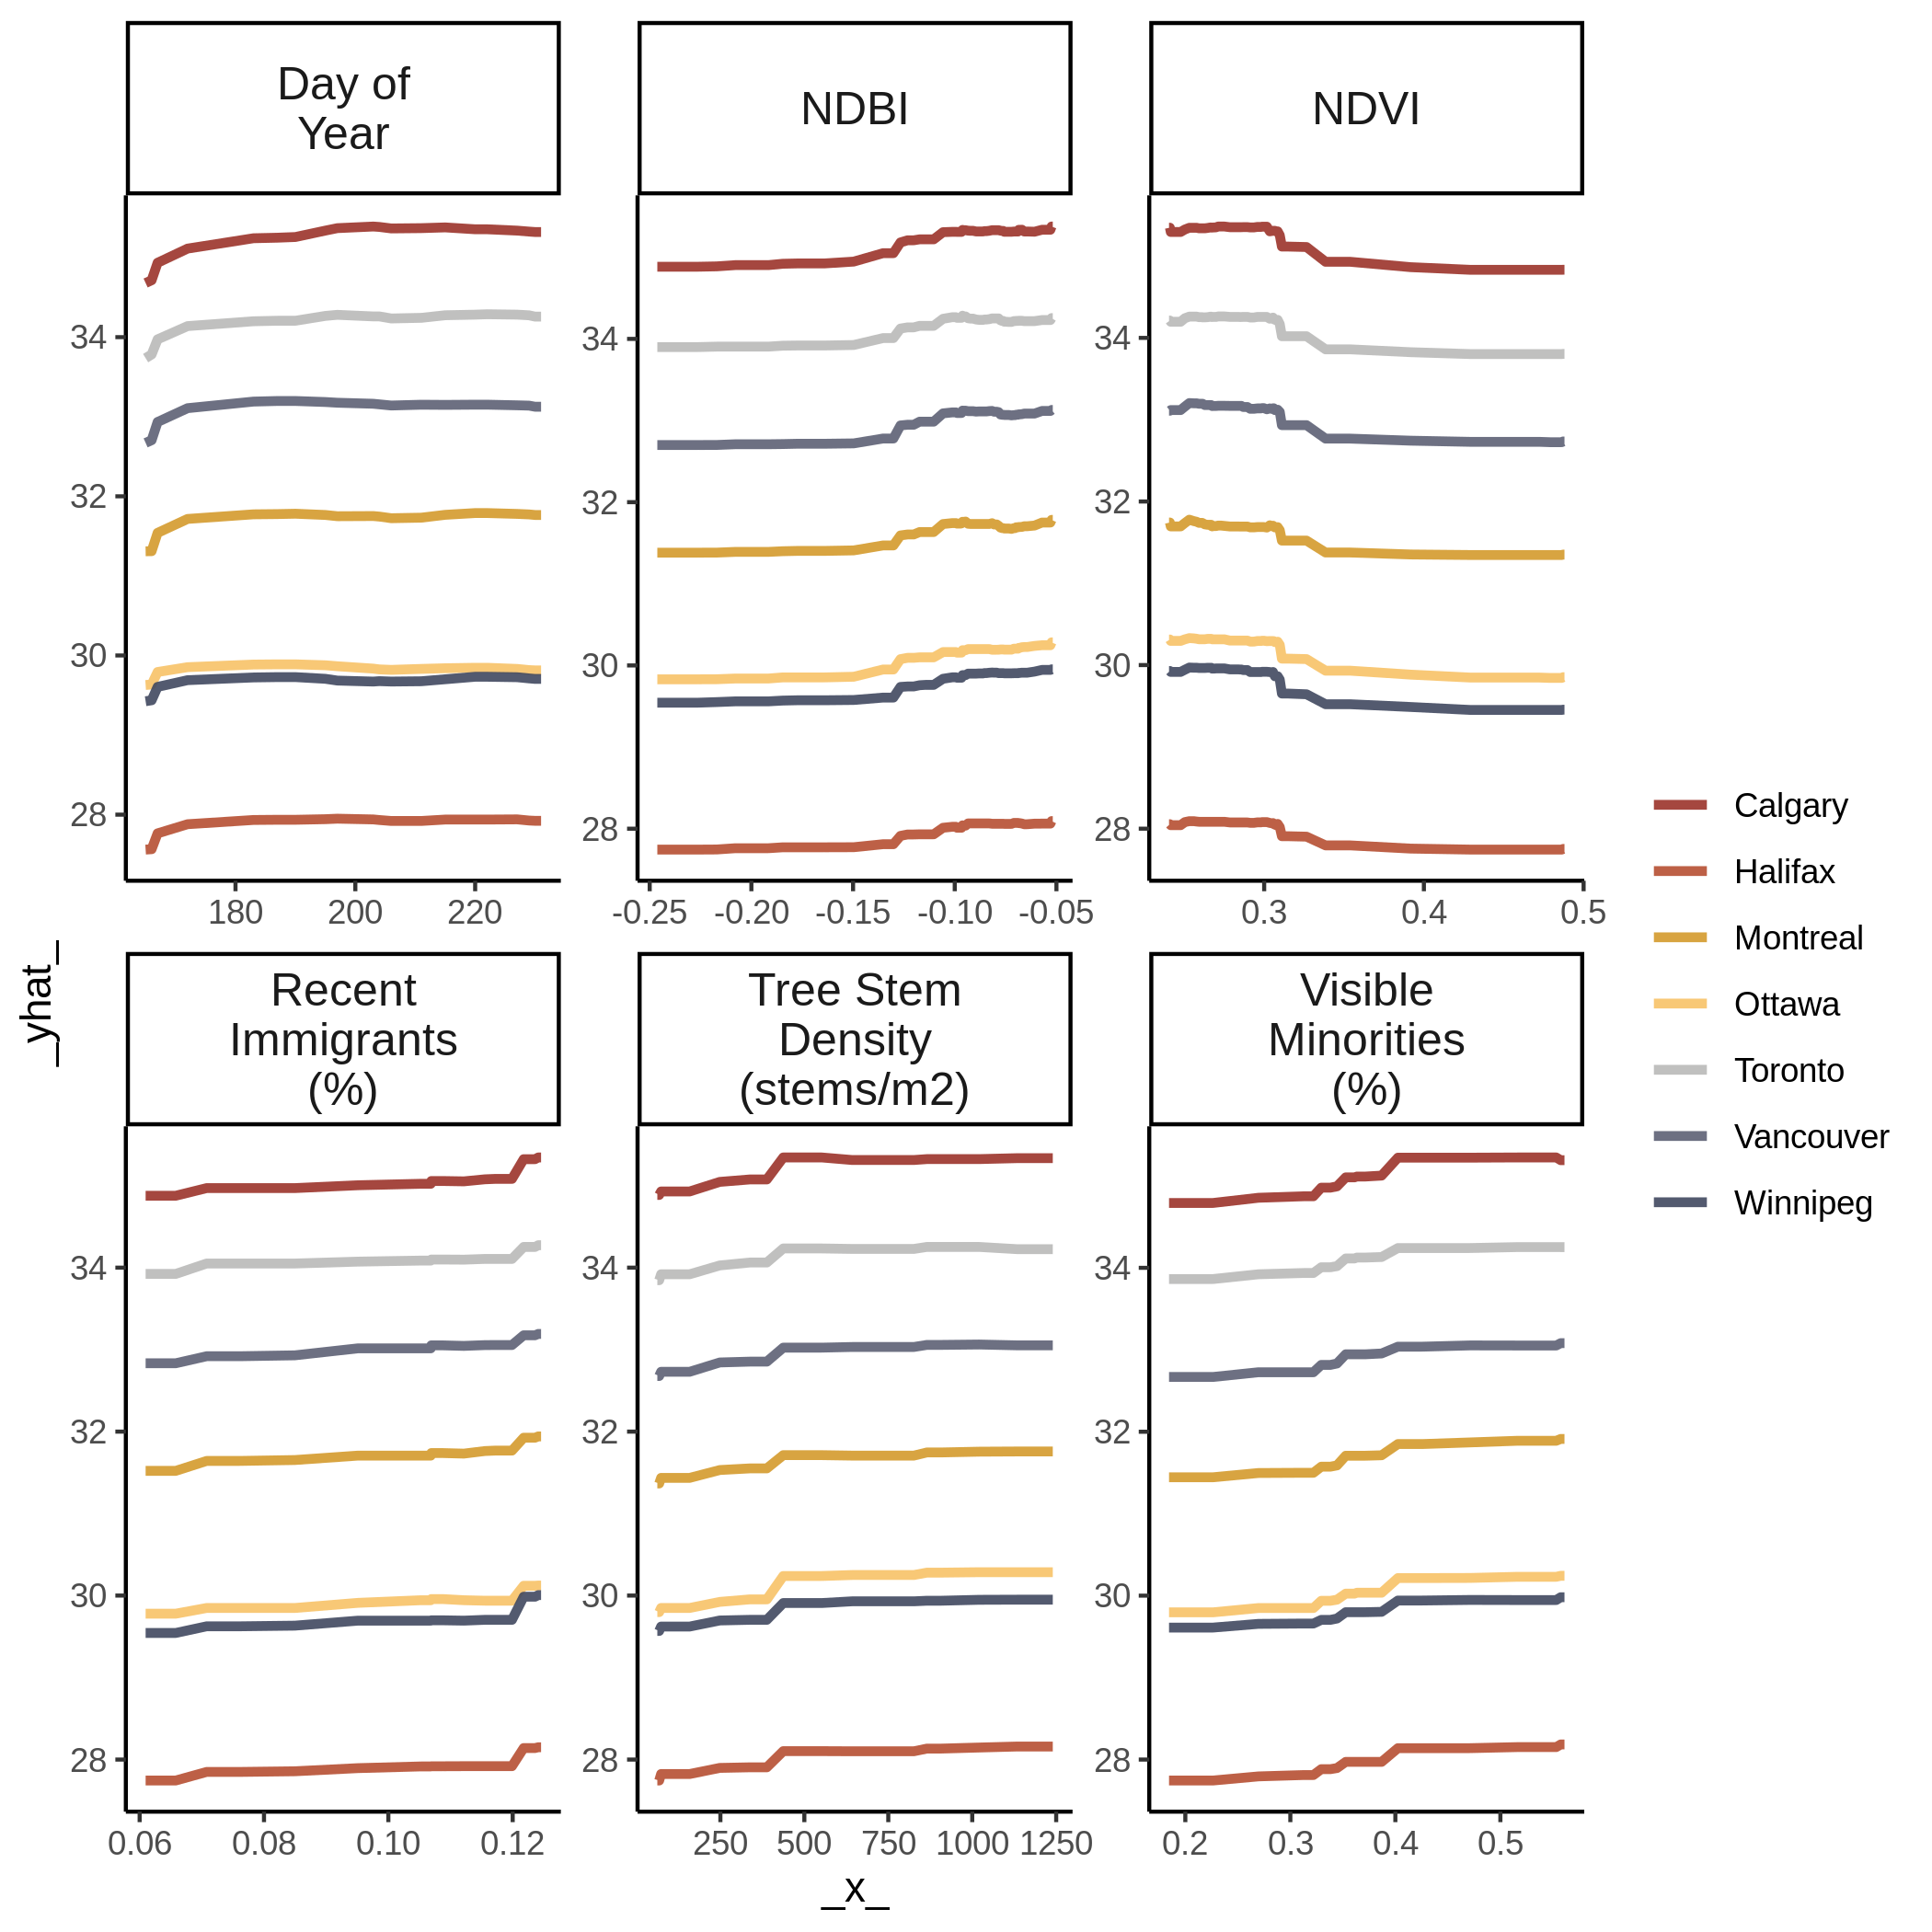 Day of
Year
NDBI
NDVI
34
32
30
28
180 200 220
34
32
30
28
-0.25 -0.20 -0.15 -0.10 -0.05
34
32
30
28
0.3 0.4 0.5
Recent
Immigrants
(%)
Tree Stem
Density
(stems/m2)
Visible
Minorities
(%)
34
32
30
28
0.06 0.08 0.10 0.12
34
32
30
28
250 500 750 1000 1250
34
32
30
28
0.2 0.3 0.4 0.5
_yhat_
_x_
Calgary
Halifax
Montreal
Ottawa
Toronto
Vancouver
Winnipeg